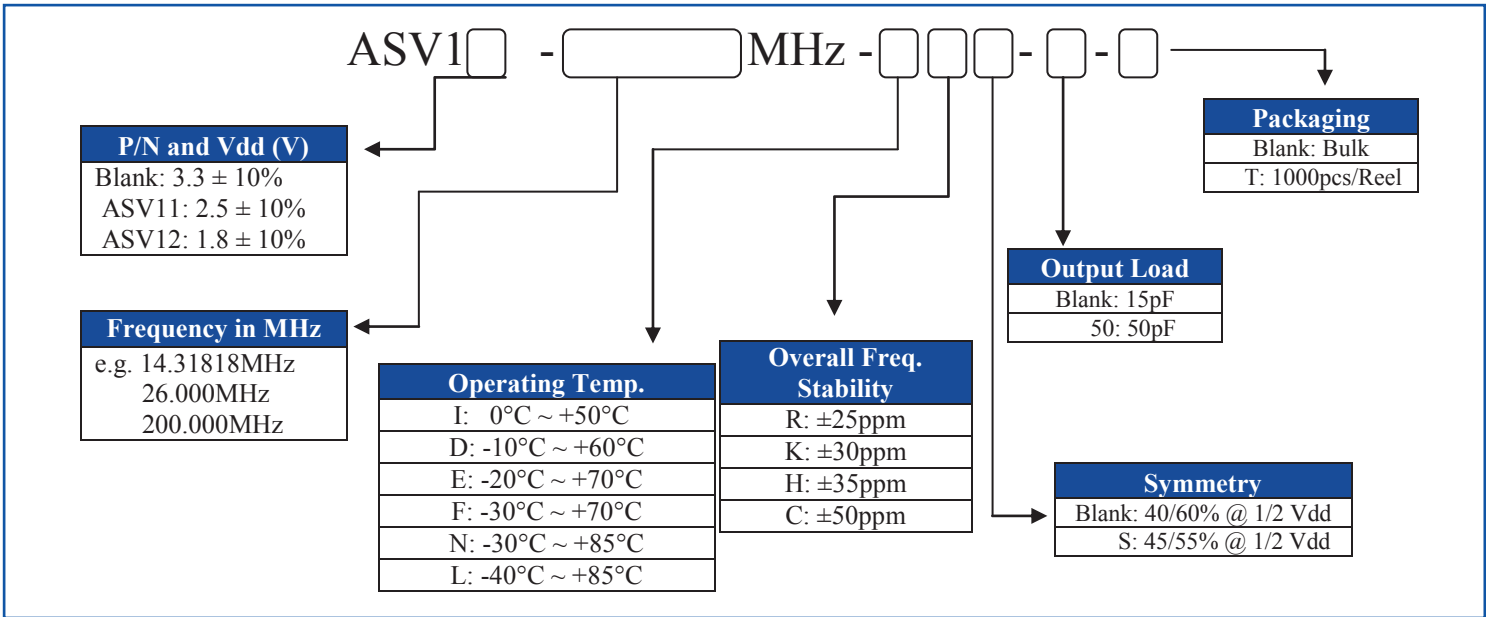 ASV1 - MHz - - -
P/N and Vdd (V)
Blank: 3.3 ± 10%
ASV11: 2.5 ± 10%
ASV12: 1.8 ± 10%
Frequency in MHz
e.g. 14.31818MHz
26.000MHz
200.000MHz
Operating Temp.
I: 0°C ~ +50°C
D: -10°C ~ +60°C
E: -20°C ~ +70°C
F: -30°C ~ +70°C
N: -30°C ~ +85°C
L: -40°C ~ +85°C
Overall Freq.
Stability
R: ±25ppm
K: ±30ppm
H: ±35ppm
C: ±50ppm
Symmetry
Blank: 40/60% @ 1/2 Vdd
S: 45/55% @ 1/2 Vdd
Output Load
Blank: 15pF
50: 50pF
Packaging
Blank: Bulk
T: 1000pcs/Reel